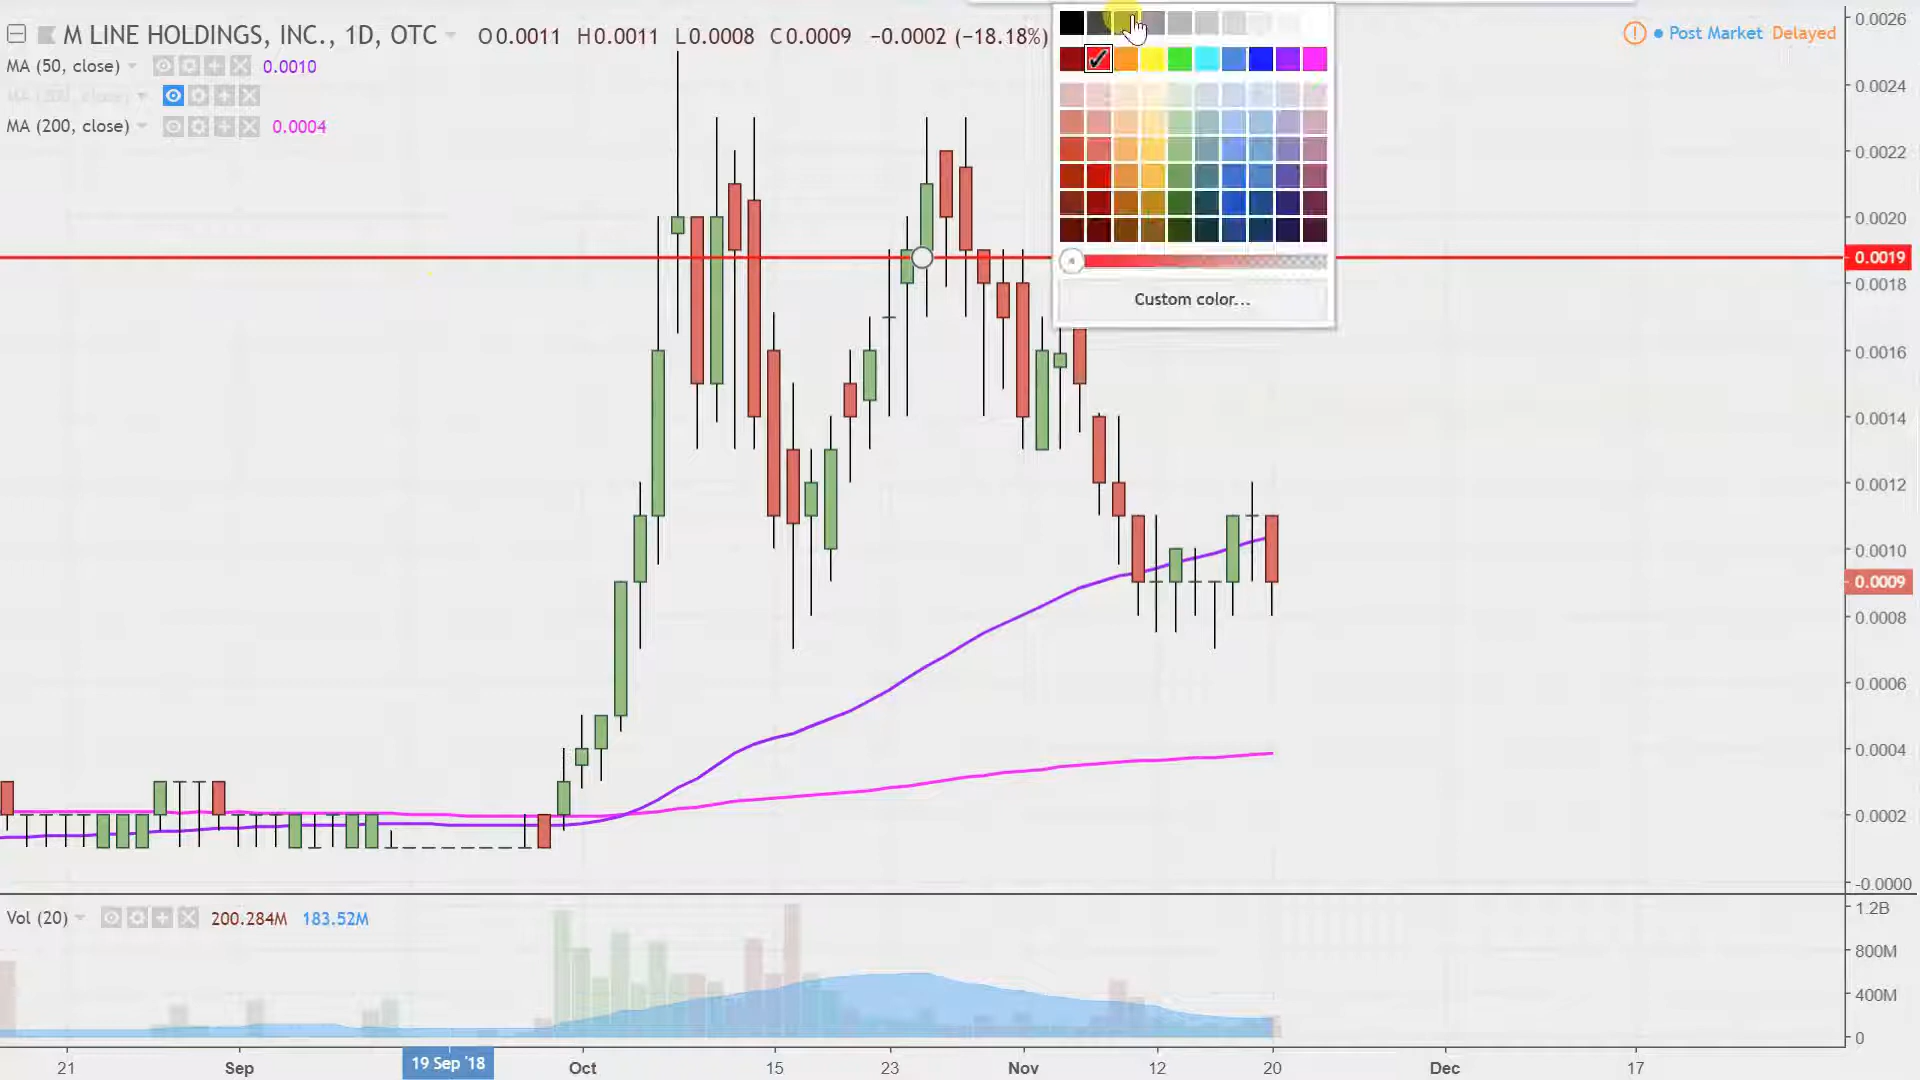 M LINE HOLDINGS, INC., 1D, OTC O0.0011 H0.0011 L0.0008 C0.0009 −0.0002 (−18.18%)
Post Market Delayed
MA (50, close) 0.0010
MA (200, close) 0.0004
Custom color...
0.0026
0.0024
0.0022
0.0020
0.0019
0.0018
0.0016
0.0014
0.0012
0.0010
0.0009
0.0008
0.0006
0.0004
0.0002
-0.0000
Vol (20) 200.284M 183.52M
1.2B
800M
400M
0
21 Sep 19 Sep '18 Oct 15 23 Nov 12 20 Dec 17